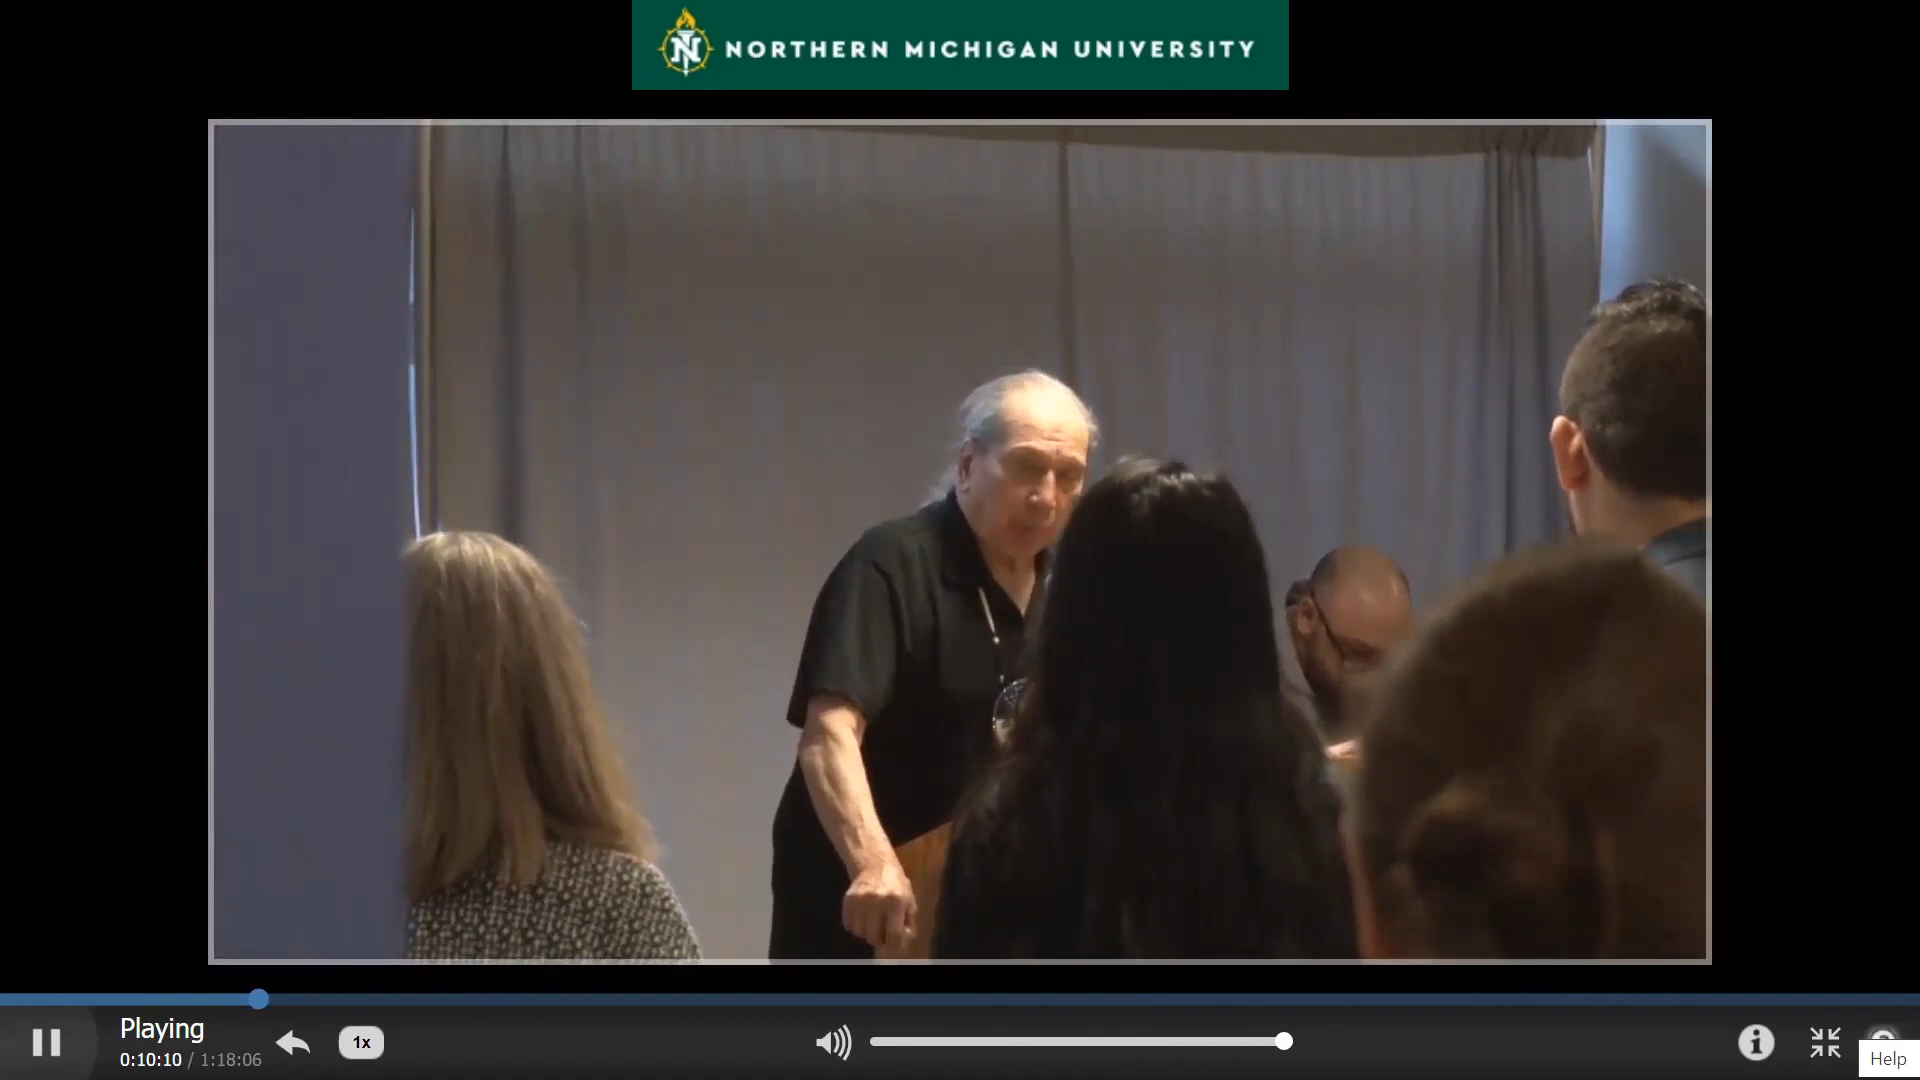 NORTHERN MICHIGAN UNIVERSITY
Playing
0:10:10 / 1:18:06
1x
Help